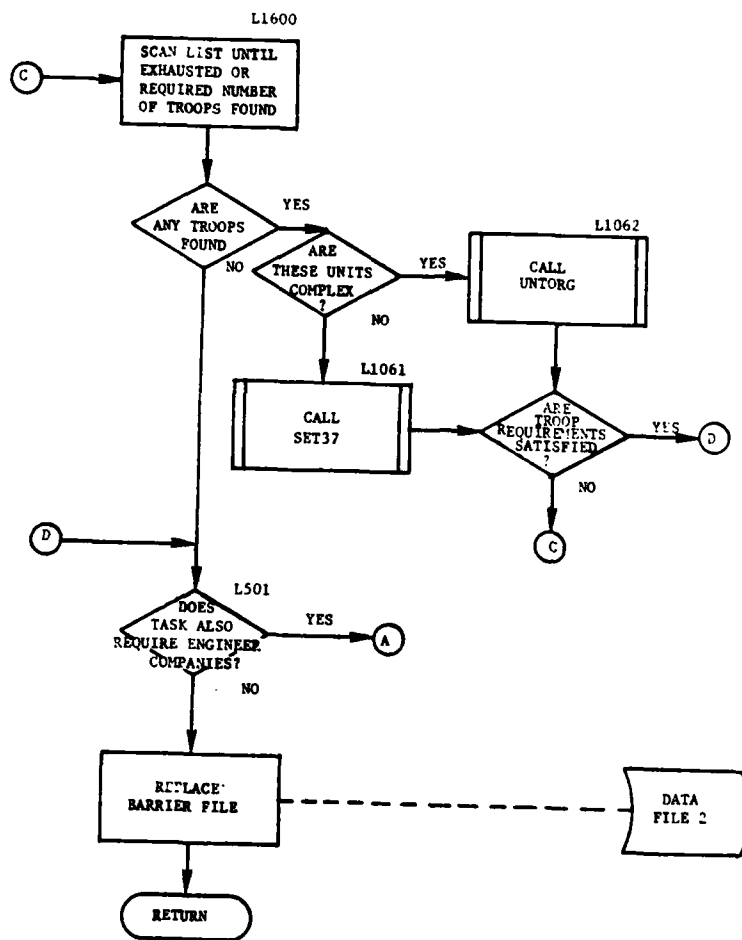 L1600
SCAN LIST UNTIL
EXHAUSTED OR
REQUIRED NUMBER
OF TROOPS FOUND
C
ARE
ANY TROOPS
FOUND
YES
NO
ARE
THESE UNITS
COMPLEX
?
YES
NO
L1062
CALL
UNTORG
L1061
CALL
SET37
ARE
TROOP
REQUIREMENTS
SATISFIED
?
YES
D
NO
C
D
L501
DOES
TASK ALSO
REQUIRE ENGINEER
COMPANIES?
YES
A
NO
REPLACE
BARRIER FILE
DATA
FILE 2
RETURN